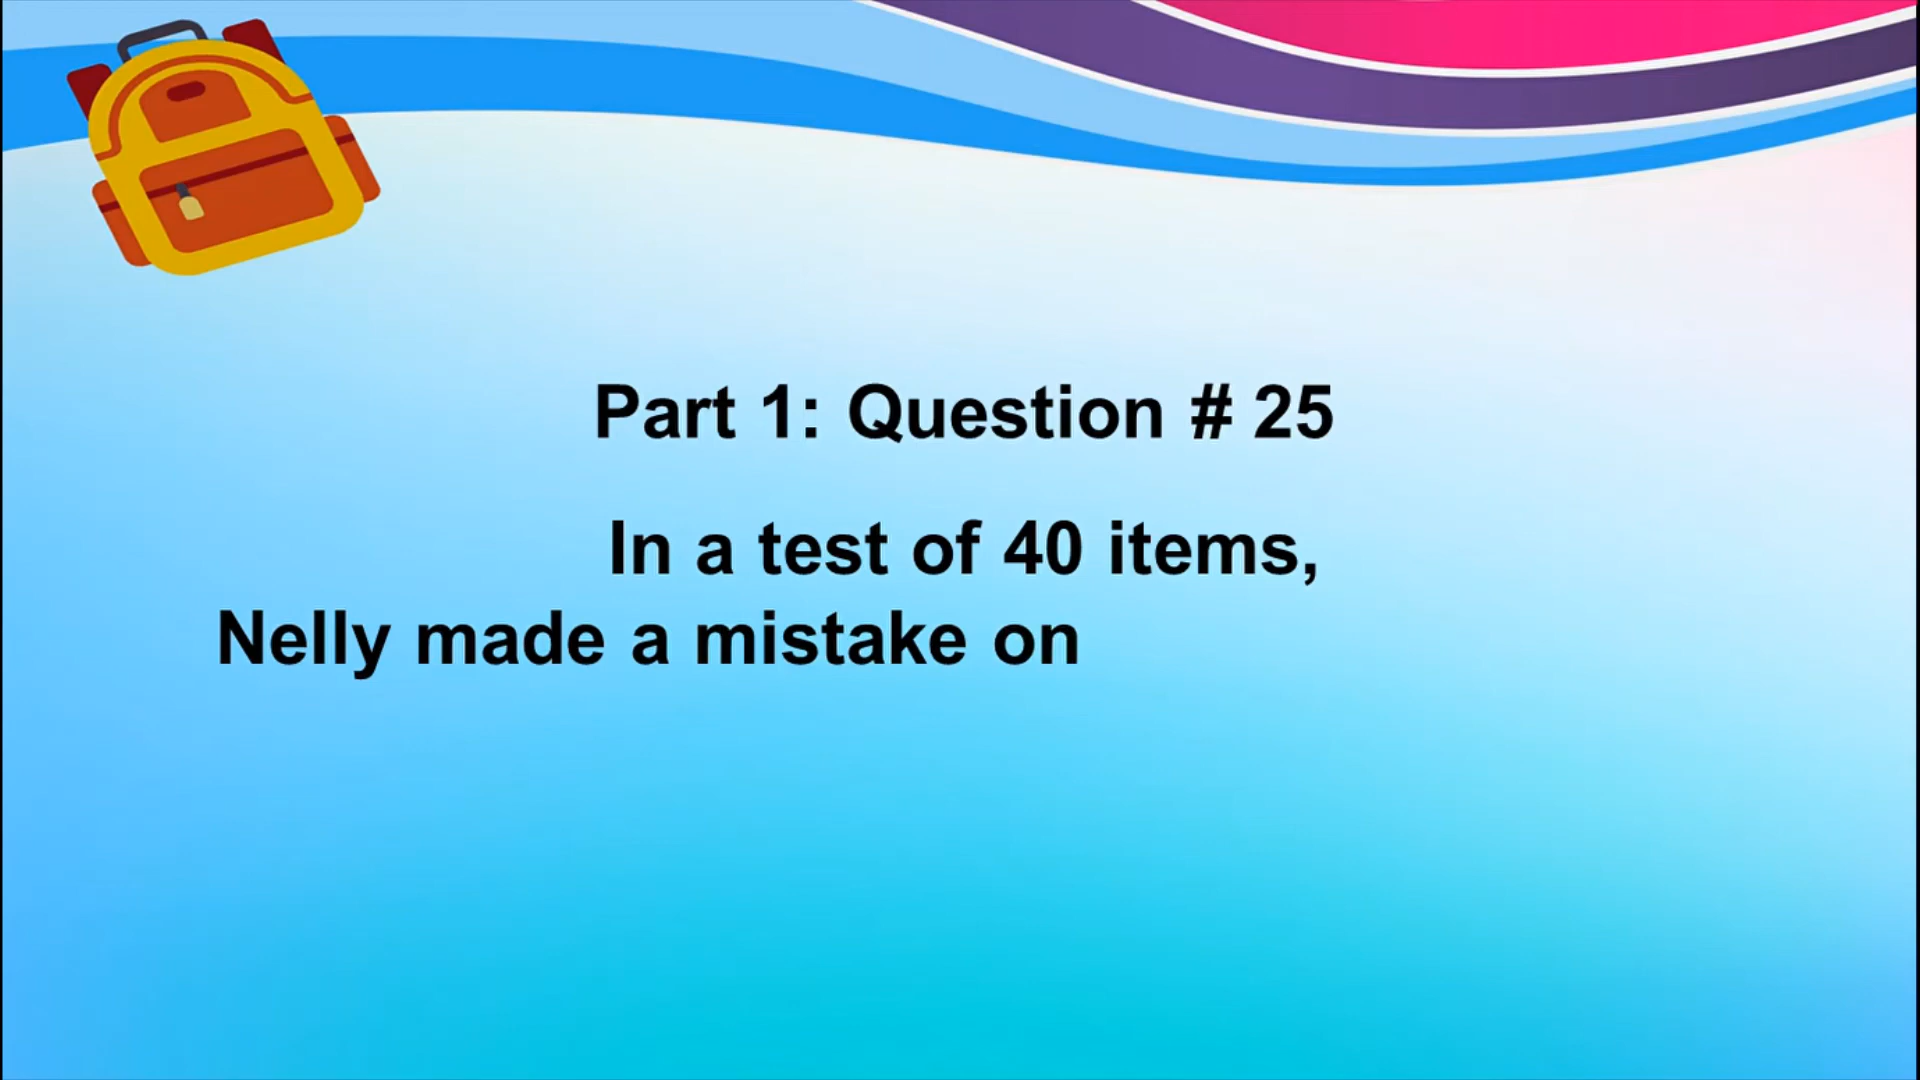 Part 1: Question # 25
In a test of 40 items,
Nelly made a mistake on